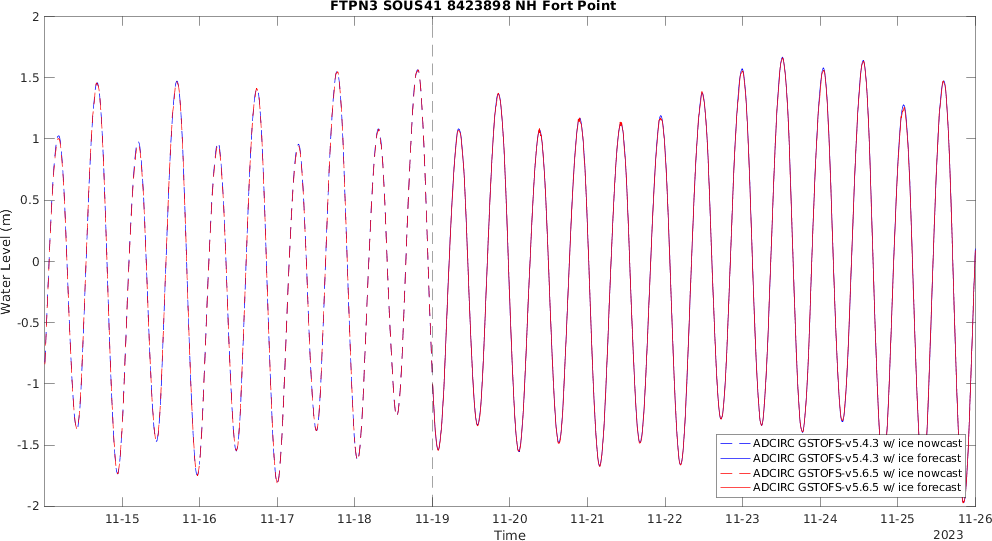 FTPN3 SOUS41 8423898 NH Fort Point
2
1.5
1
0.5
0
-0.5
-1
-1.5
-2
Water Level (m)
ADCIRC GSTOFS-v5.4.3 w/ ice nowcast
ADCIRC GSTOFS-v5.4.3 w/ ice forecast
ADCIRC GSTOFS-v5.6.5 w/ ice nowcast
ADCIRC GSTOFS-v5.6.5 w/ ice forecast
11-15 11-16 11-17 11-18 11-19 11-20 11-21 11-22 11-23 11-24 11-25 11-26
Time
2023